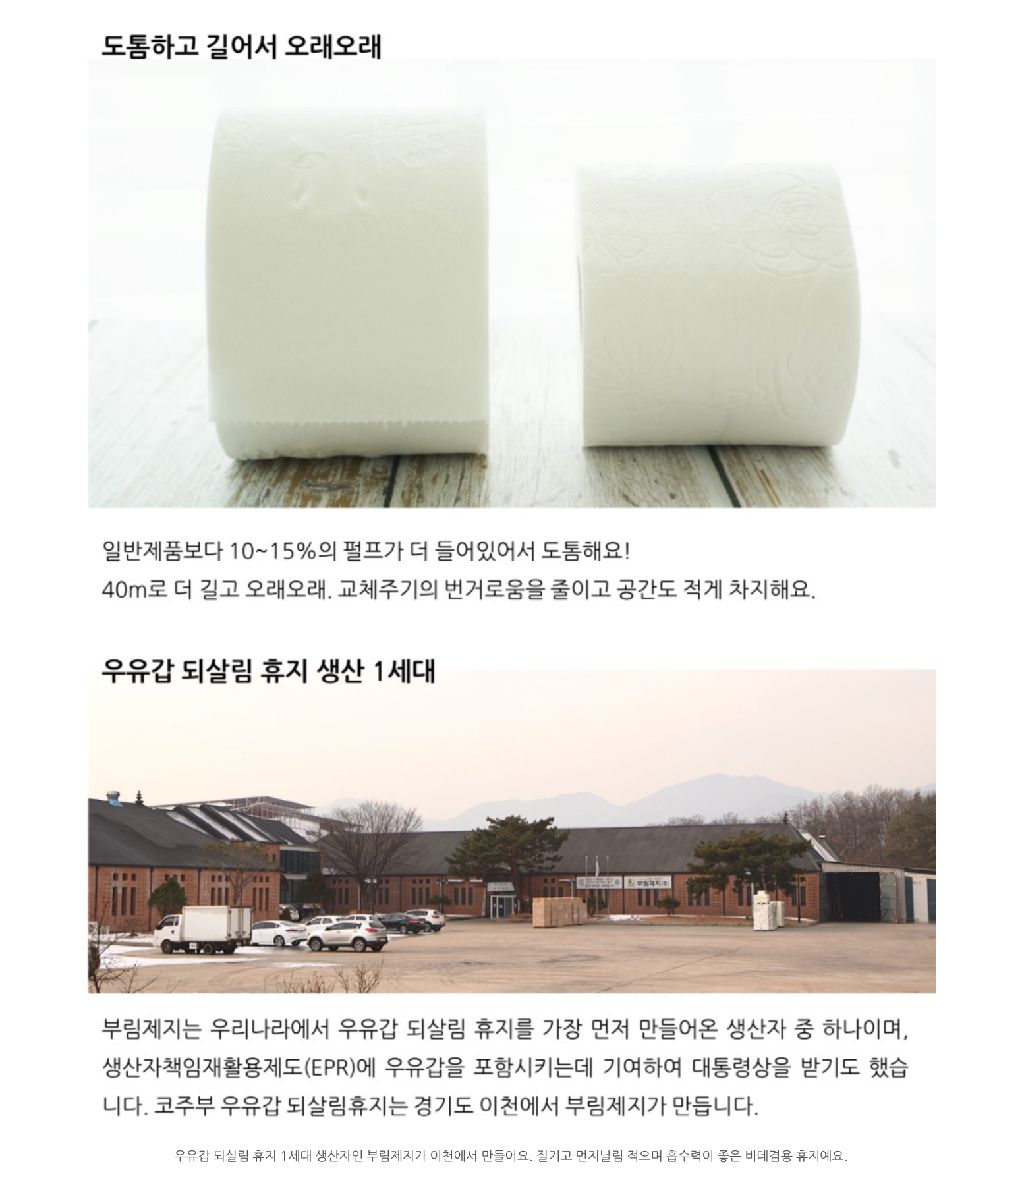 도톰하고 길어서 오래오래
일반제품보다 10~15%의 펄프가 더 들어있어서 도톰해요!
40m로 더 길고 오래오래. 교체주기의 번거로움을 줄이고 공간도 적게 차지해요.
우유갑 되살림 휴지 생산 1세대
부림제지㈜
부림제지는 우리나라에서 우유갑 되살림 휴지를 가장 먼저 만들어온 생산자 중 하나이며,
생산자책임재활용제도(EPR)에 우유갑을 포함시키는데 기여하여 대통령상을 받기도 했습
니다. 코주부 우유갑 되살림휴지는 경기도 이천에서 부림제지가 만듭니다.
우유갑 되살림 휴지 1세대 생산자인 부림제지가 이천에서 만들어요. 질기고 먼지날림 적으며 흡수력이 좋은 비데겸용 휴지예요.